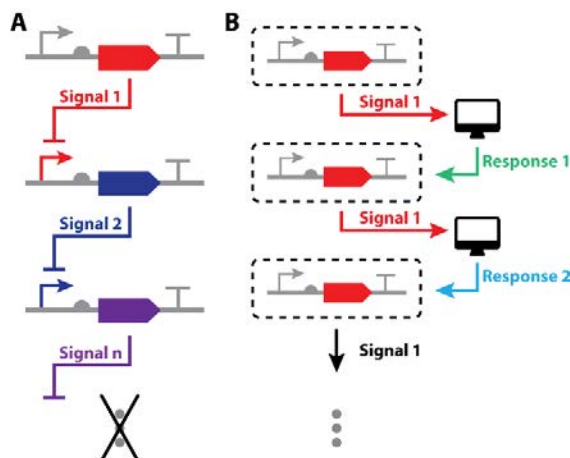 A
B
Signal 1
Signal 1
Response 1
Signal 2
Signal 1
Response 2
Signal n
Signal 1